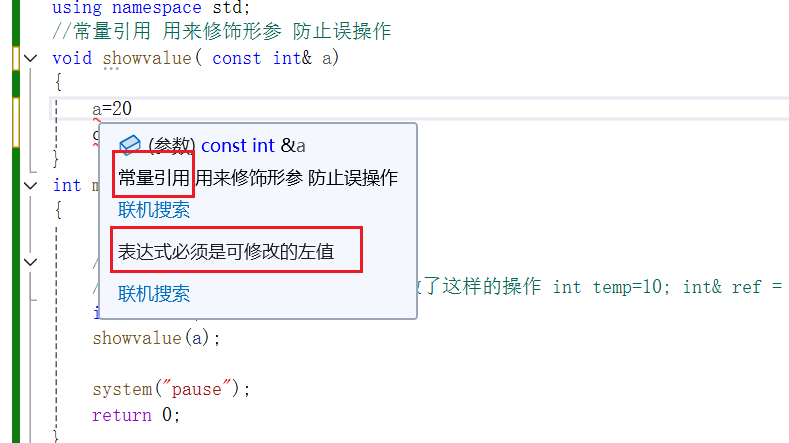 using namespace std;
//常量引用 用来修饰形参 防止误操作
void showvalue( const int& a)
{
a=20
(参数) const int &a
常量引用 用来修饰形参 防止误操作
}
int
联机搜索
{
表达式必须是可修改的左值
/
了这样的操作 int temp=10; int& ref =
联机搜索
showvalue(a);
system("pause");
return 0;
}